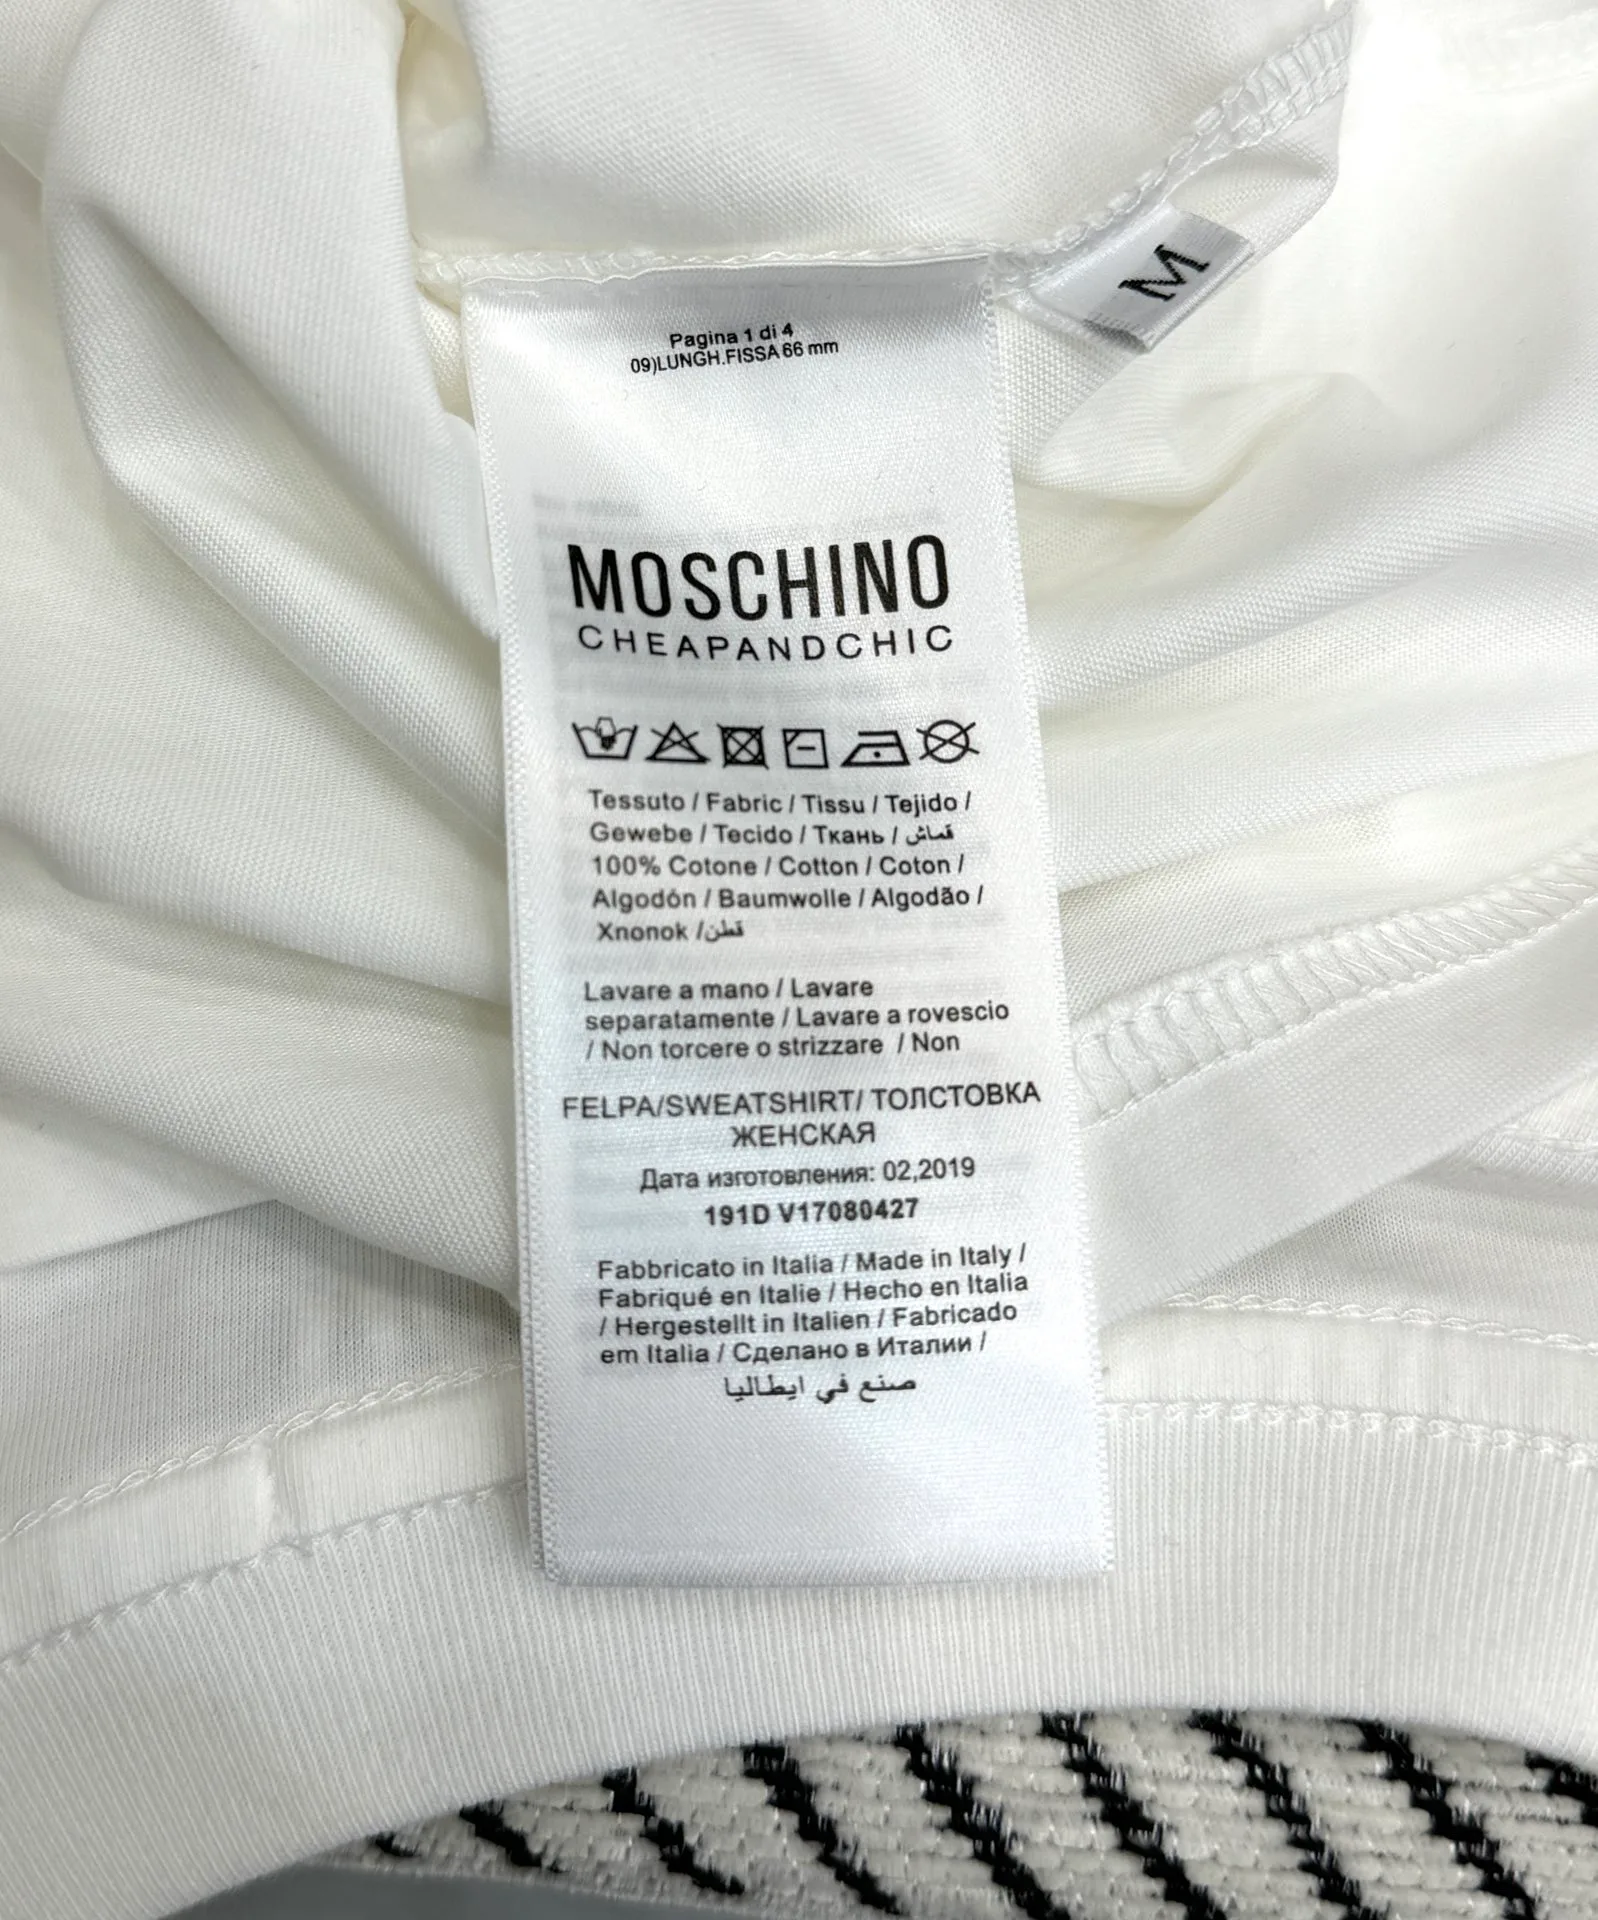 M
Pagina 1 di 4
09)LUNGH.FISSA 66 mm
MOSCHINO
CHEAPANDCHIC
Tessuto / Fabric / Tissu / Tejido /
Gewebe / Tecido / Ткань / قماش
100% Cotone / Cotton / Coton /
Algodón / Baumwolle / Algodão /
Xnonok /قطن
Lavare a mano / Lavare
separatamente / Lavare a rovescio
/ Non torcere o strizzare / Non
FELPA/SWEATSHIRT/ ТОЛСТОВКА
ЖЕНСКАЯ
Дата изготовления: 02,2019
191D V17080427
Fabbricato in Italia / Made in Italy /
Fabriqué en Italie / Hecho en Italia
/ Hergestellt in Italien / Fabricado
em Italia / Сделано в Италии /
صنع في ايطاليا